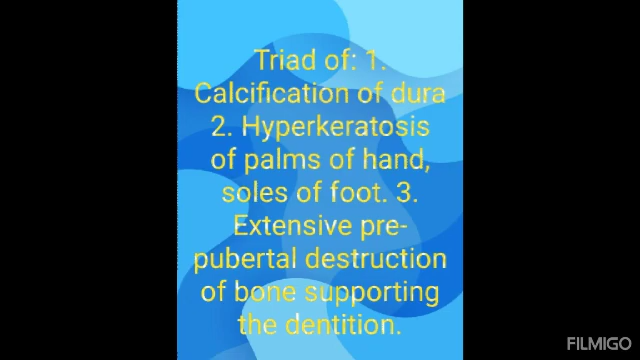 Triad of: 1.
Calcification of dura
2. Hyperkeratosis
of palms of hand,
soles of foot. 3.
Extensive pre-
pubertal destruction
of bone supporting
the dentition.
FILMIGO